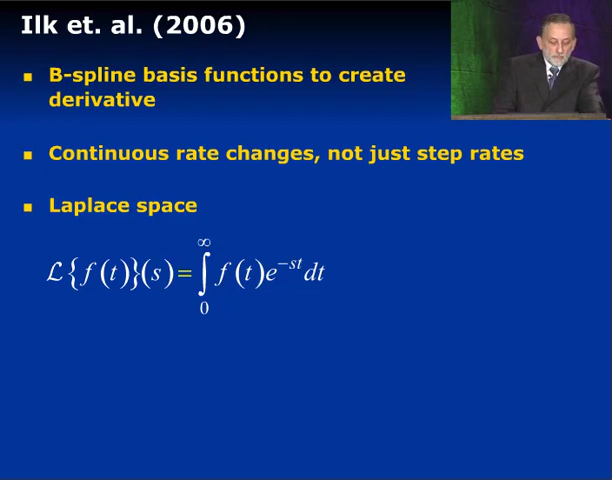 Ilk et. al. (2006)
B-spline basis functions to create
derivative
Continuous rate changes, not just step rates
Laplace space
ℒ{f(t)}(s) = ∫₀^∞ f(t)e^{−st}dt